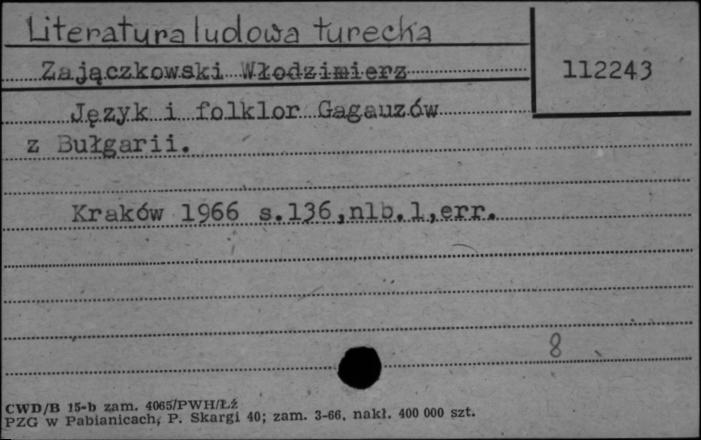 Literatura ludowa turecka
Zajączkowski Włodzimierz
112243
Język i folklor Gagauzów
z Bułgarii.
Kraków 1966 s.136,nlb.1,err.
8
CWD/B 15-b zam. 4065/PWH/Łź
PZG w Pabianicach, P. Skargi 40; zam. 3-66. nakł. 400 000 szt.